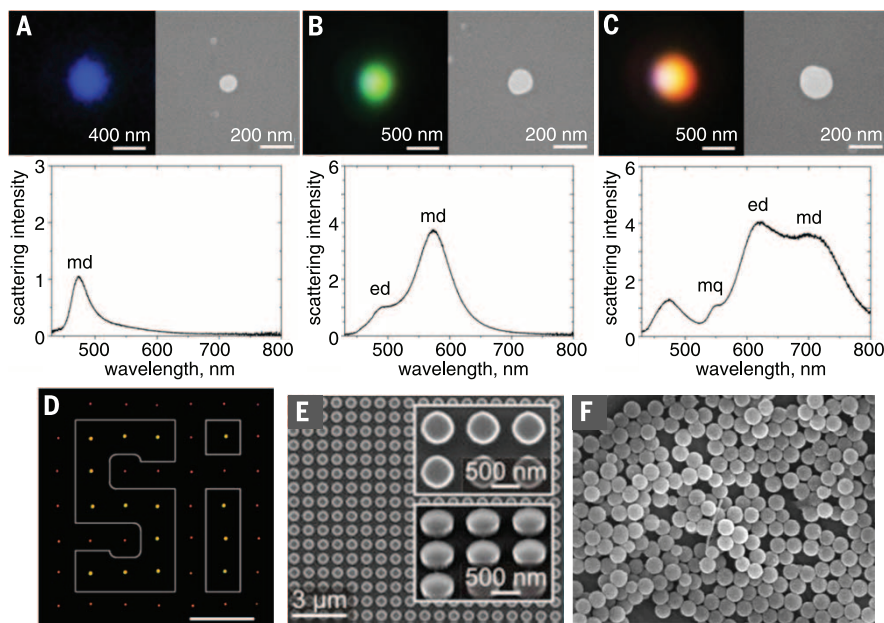 A
400 nm
200 nm
B
500 nm
200 nm
C
500 nm
200 nm
scattering intensity
3
2
1
0
md
500 600 700 800
wavelength, nm
scattering intensity
6
4
2
0
ed
md
500 600 700 800
wavelength, nm
scattering intensity
6
4
2
0
mq
ed
md
500 600 700 800
wavelength, nm
D
Si
E
500 nm
500 nm
3 µm
F